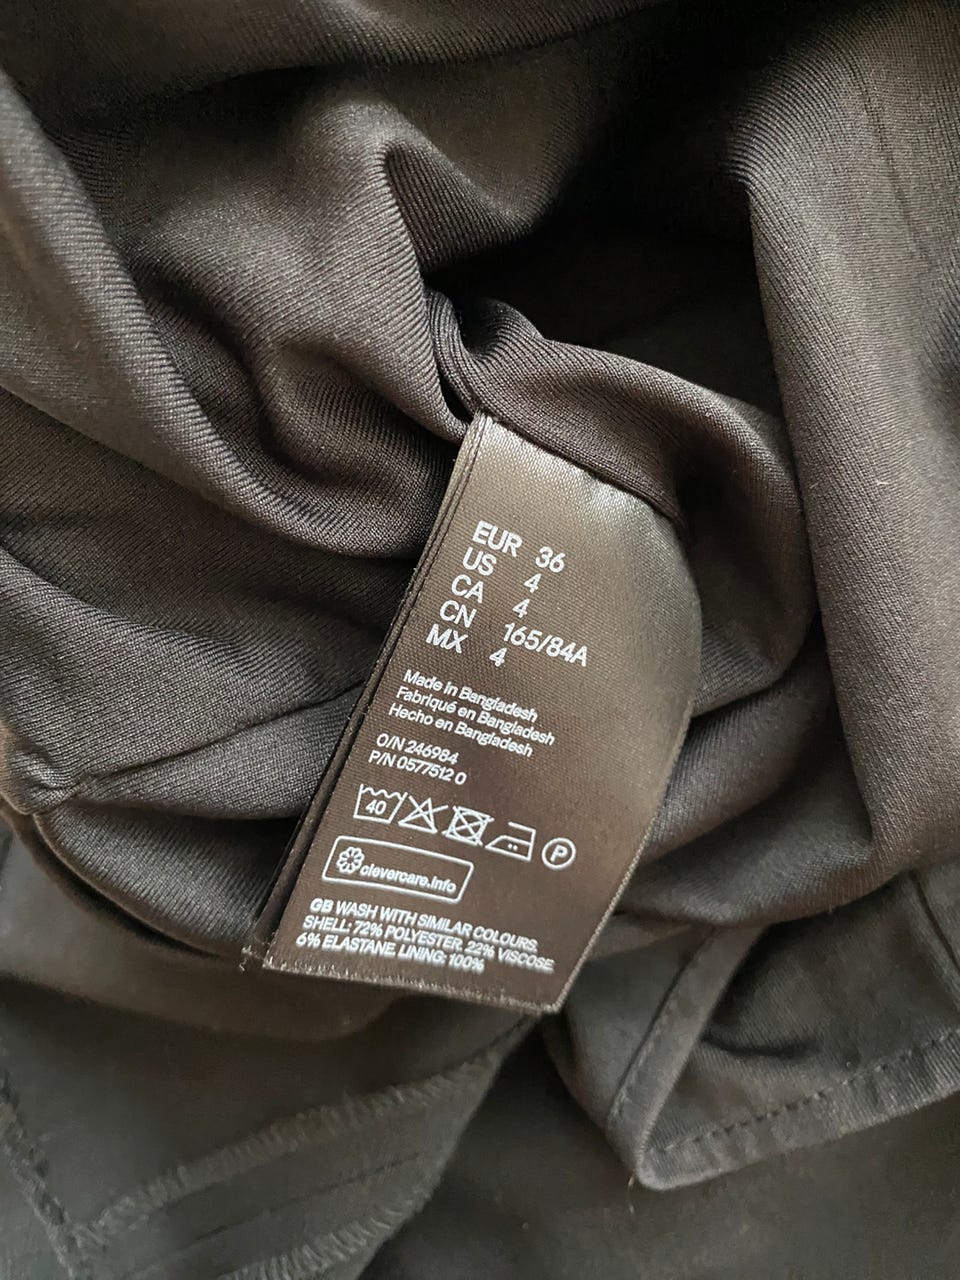 EUR 36
US 4
CA 4
CN 165/84A
MX 4
Made in Bangladesh
Fabriqué en Bangladesh
Hecho en Bangladesh
O/N 246984
P/N 0577512 0
40 P
clevercare.info
GB WASH WITH SIMILAR COLOURS.
SHELL: 72% POLYESTER, 22% VISCOSE
6% ELASTANE. LINING: 100%